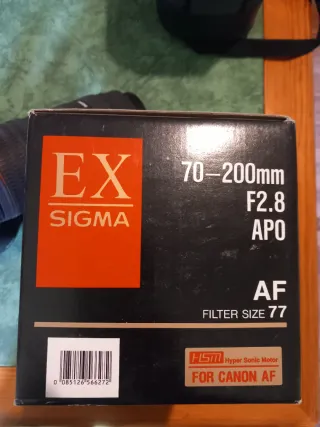 EX
SIGMA
70–200mm
F2.8
APO
AF
FILTER SIZE 77
0 085126 566272
HSM Hyper Sonic Motor
FOR CANON AF